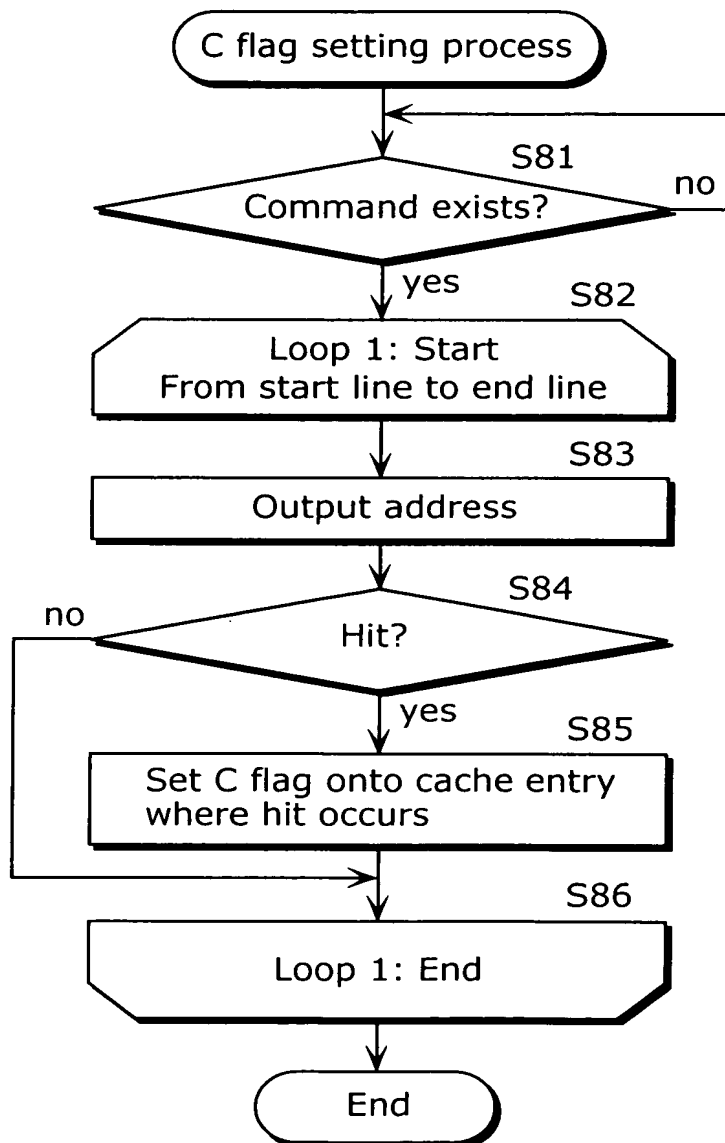 C flag setting process
S81
Command exists?
no
yes
S82
Loop 1: Start
From start line to end line
S83
Output address
S84
no
Hit?
yes
S85
Set C flag onto cache entry
where hit occurs
S86
Loop 1: End
End